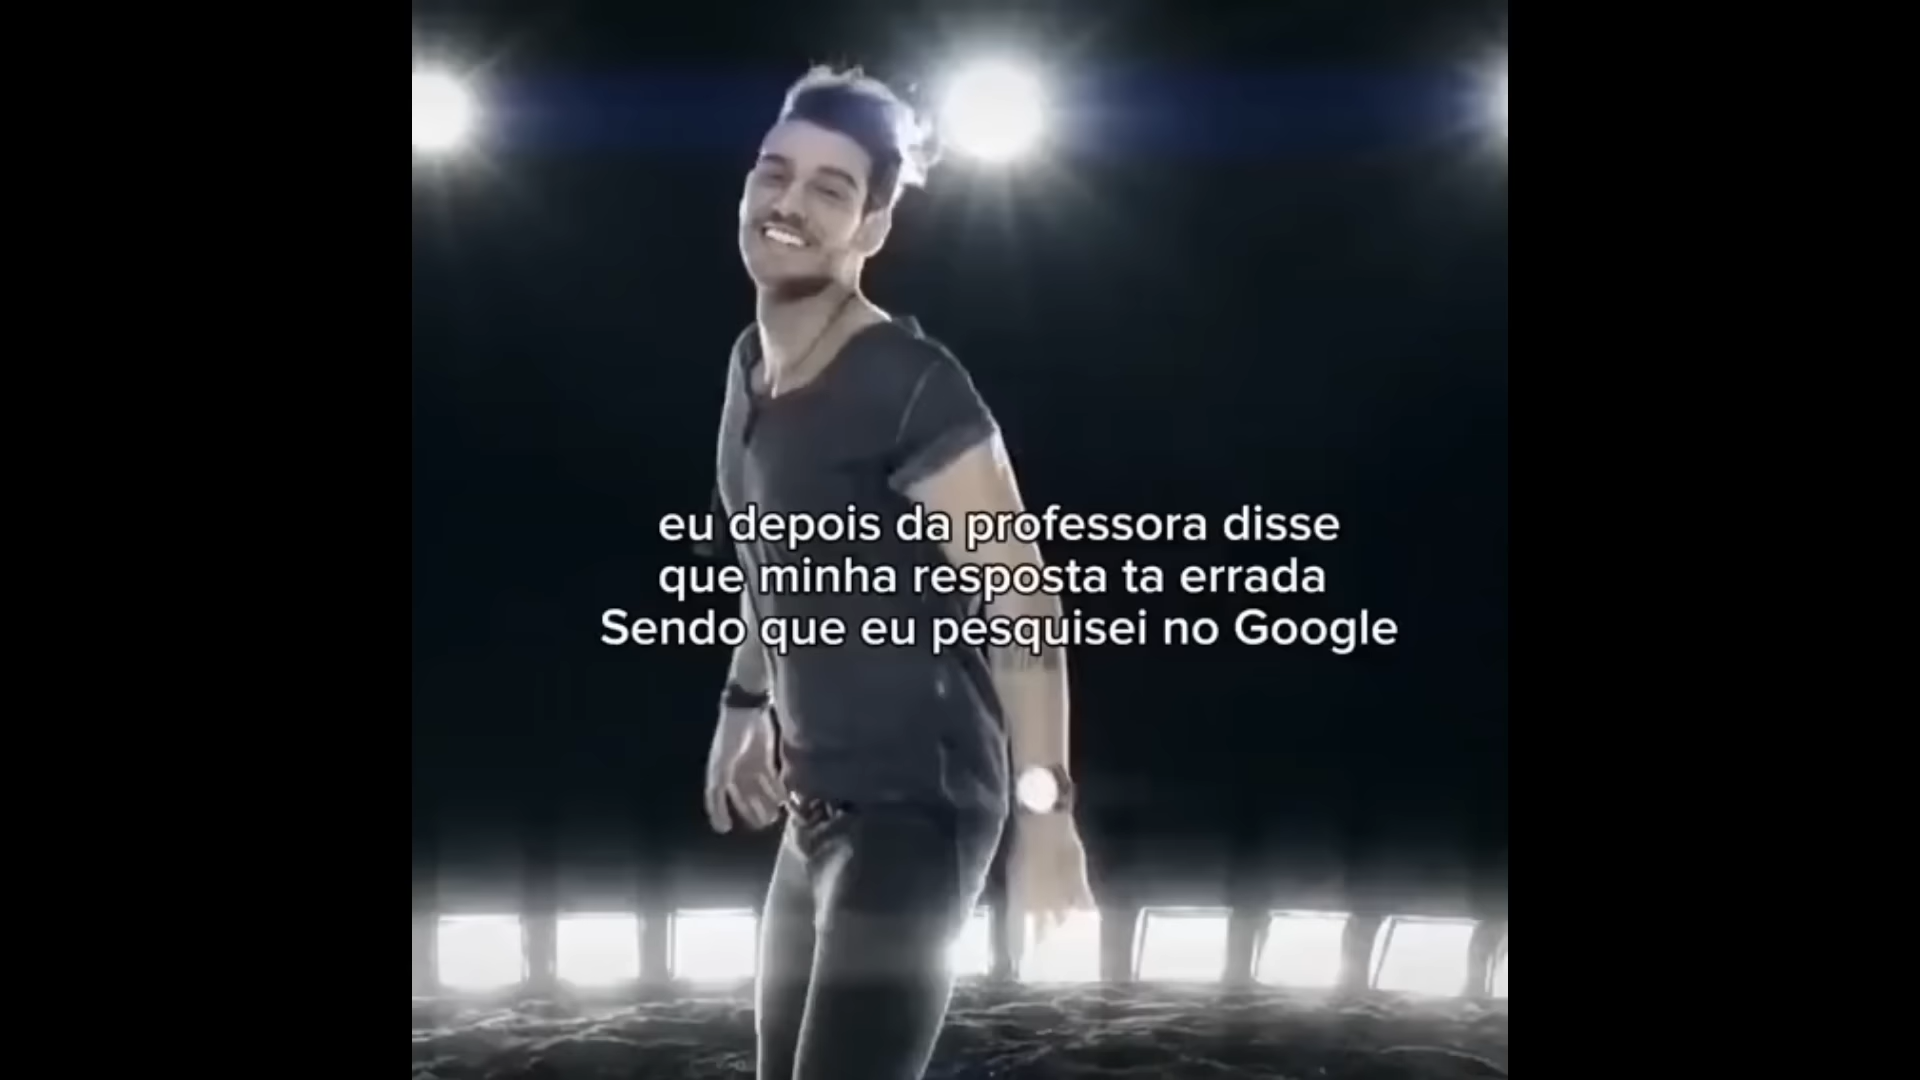 eu depois da professora disse
que minha resposta ta errada
Sendo que eu pesquisei no Google